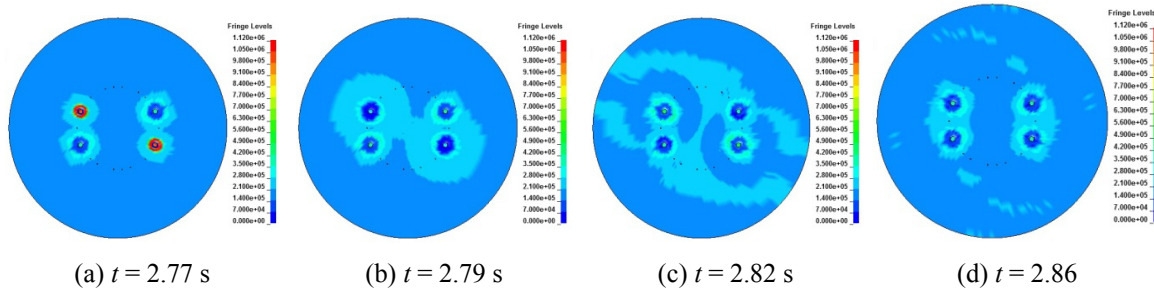 Fringe Levels
1.120e+06
1.050e+06
9.800e+05
9.100e+05
8.400e+05
7.700e+05
7.000e+05
6.300e+05
5.600e+05
4.900e+05
4.200e+05
3.500e+05
2.800e+05
2.100e+05
1.400e+05
7.000e+04
0.000e+00
Fringe Levels
1.120e+06
1.050e+06
9.800e+05
9.100e+05
8.400e+05
7.700e+05
7.000e+05
6.300e+05
5.600e+05
4.900e+05
4.200e+05
3.500e+05
2.800e+05
2.100e+05
1.400e+05
7.000e+04
0.000e+00
Fringe Levels
1.120e+06
1.050e+06
9.800e+05
9.100e+05
8.400e+05
7.700e+05
7.000e+05
6.300e+05
5.600e+05
4.900e+05
4.200e+05
3.500e+05
2.800e+05
2.100e+05
1.400e+05
7.000e+04
0.000e+00
Fringe Levels
1.120e+06
1.050e+06
9.800e+05
9.100e+05
8.400e+05
7.700e+05
7.000e+05
6.300e+05
5.600e+05
4.900e+05
4.200e+05
3.500e+05
2.800e+05
2.100e+05
1.400e+05
7.000e+04
0.000e+00
(a) t = 2.77 s
(b) t = 2.79 s
(c) t = 2.82 s
(d) t = 2.86